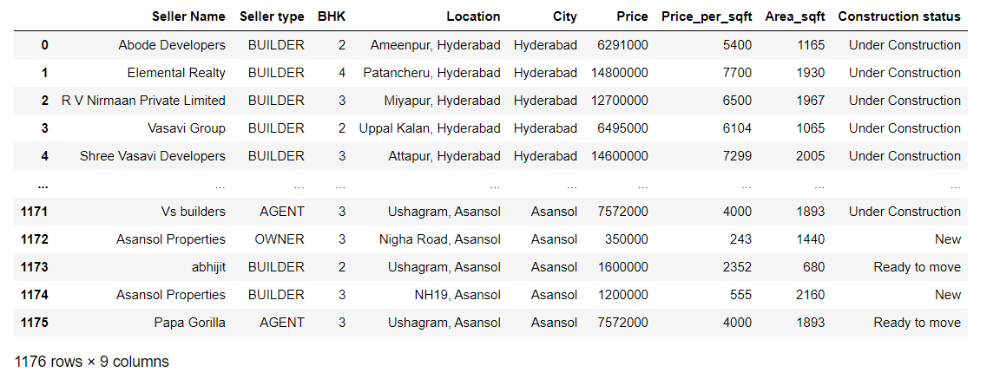 Seller Name Seller type BHK Location City Price Price_per_sqft Area_sqft Construction status
0 Abode Developers BUILDER 2 Ameenpur, Hyderabad Hyderabad 6291000 5400 1165 Under Construction
1 Elemental Realty BUILDER 4 Patancheru, Hyderabad Hyderabad 14800000 7700 1930 Under Construction
2 R V Nirmaan Private Limited BUILDER 3 Miyapur, Hyderabad Hyderabad 12700000 6500 1967 Under Construction
3 Vasavi Group BUILDER 2 Uppal Kalan, Hyderabad Hyderabad 6495000 6104 1065 Under Construction
4 Shree Vasavi Developers BUILDER 3 Attapur, Hyderabad Hyderabad 14600000 7299 2005 Under Construction
... ... ... ... ... ... ... ... ... ...
1171 Vs builders AGENT 3 Ushagram, Asansol Asansol 7572000 4000 1893 Under Construction
1172 Asansol Properties OWNER 3 Nigha Road, Asansol Asansol 350000 243 1440 New
1173 abhijit BUILDER 2 Ushagram, Asansol Asansol 1600000 2352 680 Ready to move
1174 Asansol Properties BUILDER 3 NH19, Asansol Asansol 1200000 555 2160 New
1175 Papa Gorilla AGENT 3 Ushagram, Asansol Asansol 7572000 4000 1893 Ready to move
1176 rows × 9 columns